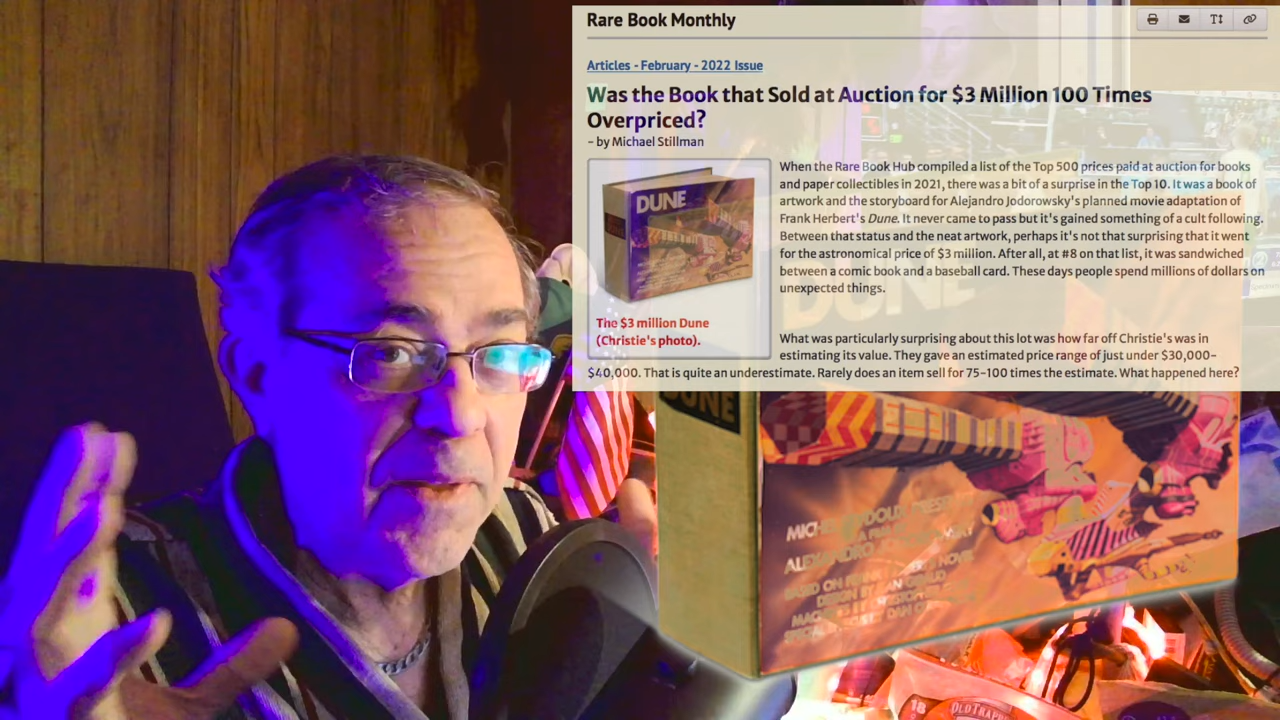 Rare Book Monthly
Articles - February - 2022 Issue
Was the Book that Sold at Auction for $3 Million 100 Times
Overpriced?
- by Michael Stillman
DUNE
The $3 million Dune
(Christie's photo).
When the Rare Book Hub compiled a list of the Top 500 prices paid at auction for books
and paper collectibles in 2021, there was a bit of a surprise in the Top 10. It was a book of
artwork and the storyboard for Alejandro Jodorowsky's planned movie adaptation of
Frank Herbert's Dune. It never came to pass but it's gained something of a cult following.
Between that status and the neat artwork, perhaps it's not that surprising that it went
for the astronomical price of $3 million. After all, at #8 on that list, it was sandwiched
between a comic book and a baseball card. These days people spend millions of dollars on
unexpected things.
What was particularly surprising about this lot was how far off Christie's was in
estimating its value. They gave an estimated price range of just under $30,000-
$40,000. That is quite an underestimate. Rarely does an item sell for 75-100 times the estimate. What happened here?
DUNE
DUNE
BASED ON
DESIGN BY
OLD TRAPPER
18